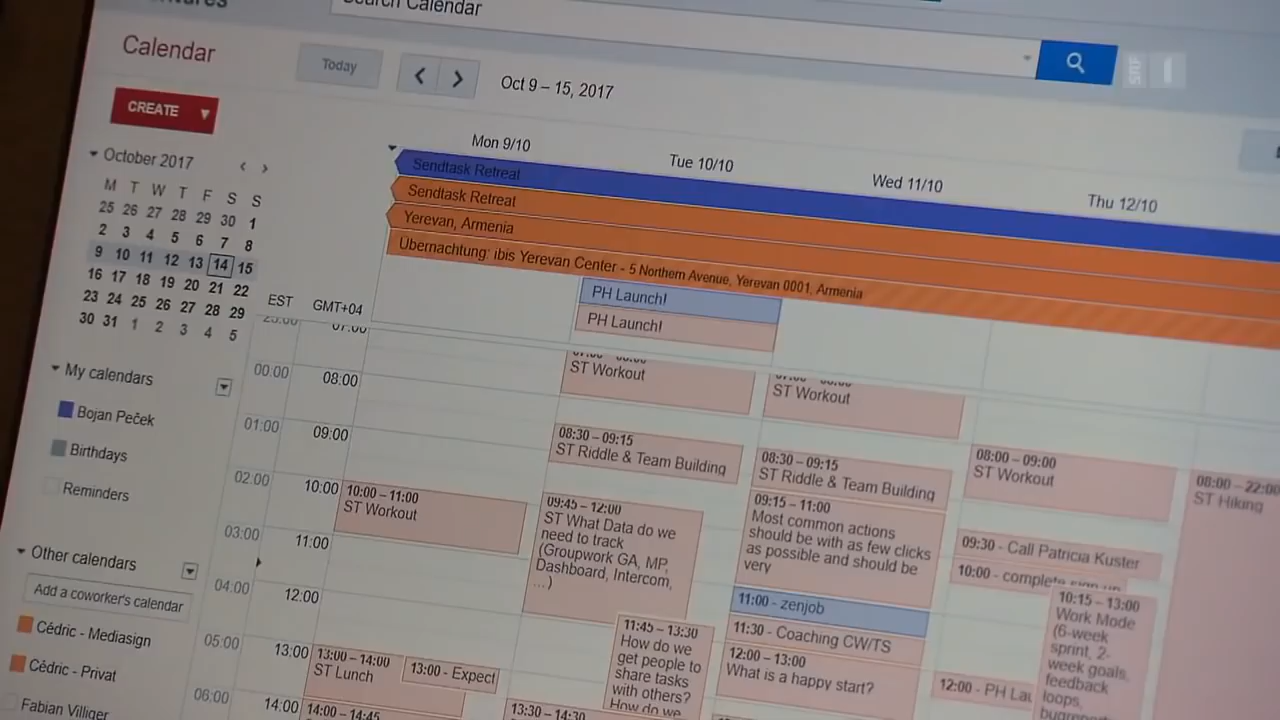 Search Calendar
Calendar
Today
Oct 9 – 15, 2017
SRF 1
CREATE
October 2017
M T W T F S S
25 26 27 28 29 30 1
2 3 4 5 6 7 8
9 10 11 12 13 14 15
16 17 18 19 20 21 22
23 24 25 26 27 28 29
30 31 1 2 3 4 5
My calendars
Bojan Peček
Birthdays
Reminders
Other calendars
Add a coworker's calendar
Cédric - Mediasign
Cédric - Privat
Fabian Villiger
Mon 9/10
Tue 10/10
Wed 11/10
Thu 12/10
Sendtask Retreat
Sendtask Retreat
Yerevan, Armenia
Übernachtung: ibis Yerevan Center - 5 Northern Avenue, Yerevan 0001, Armenia
PH Launch!
PH Launch!
EST
GMT+04
23:00
07:00
00:00
08:00
01:00
09:00
02:00
10:00
03:00
11:00
04:00
12:00
05:00
13:00
06:00
14:00
10:00 – 11:00
ST Workout
13:00 – 14:00
ST Lunch
13:00 - Expect
14:00 – 14:45
ST Workout
08:30 – 09:15
ST Riddle & Team Building
09:45 – 12:00
ST What Data do we
need to track
(Groupwork GA, MP,
Dashboard, Intercom,
...)
11:45 – 13:30
How do we
get people to
share tasks
with others?
How do we
13:30 – 14:30
ST Workout
08:30 – 09:15
ST Riddle & Team Building
09:15 – 11:00
Most common actions
should be with as few clicks
as possible and should be
very
11:00 - zenjob
11:30 - Coaching CW/TS
12:00 – 13:00
What is a happy start?
08:00 – 09:00
ST Workout
09:30 - Call Patricia Kuster
10:00 - complete sign up
10:15 – 13:00
Work Mode
(6-week
sprint, 2-
week goals,
feedback
loops,
12:00 - PH Lau
08:00 – 22:00
ST Hiking